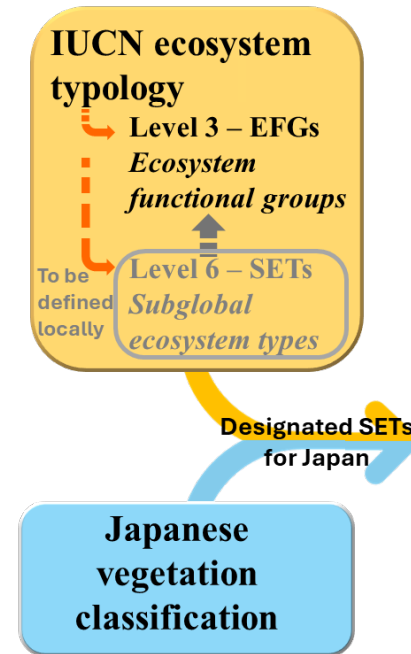 IUCN ecosystem
typology
Level 3 – EFGs
Ecosystem
functional groups
To be
defined
locally
Level 6 – SETs
Subglobal
ecosystem types
Designated SETs
for Japan
Japanese
vegetation
classification